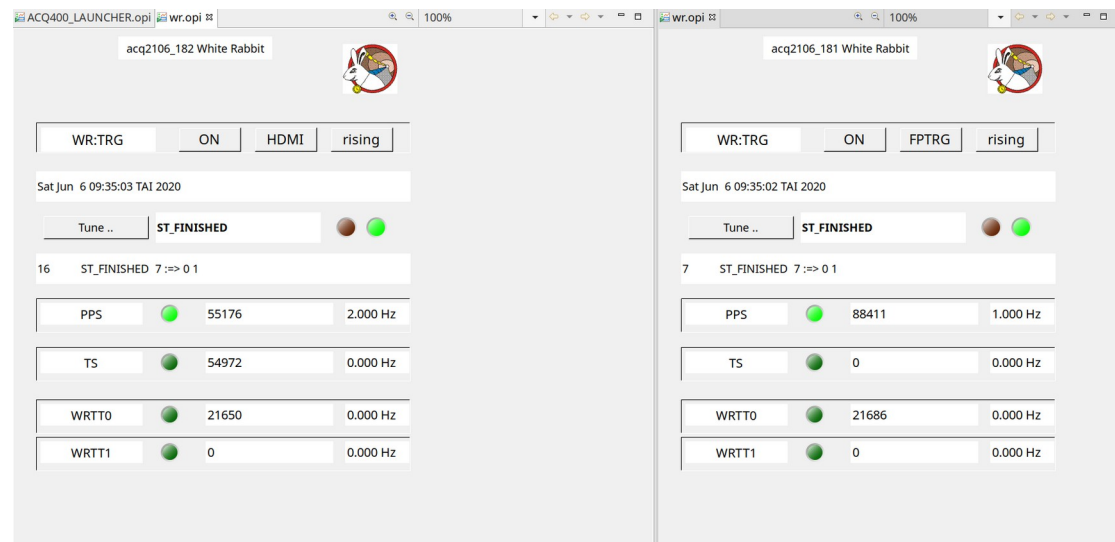 ACQ400_LAUNCHER.opi wr.opi 100%
acq2106_182 White Rabbit
WR:TRG ON HDMI rising
Sat Jun 6 09:35:03 TAI 2020
Tune .. ST_FINISHED
16 ST_FINISHED 7 :=> 0 1
PPS 55176 2.000 Hz
TS 54972 0.000 Hz
WRTT0 21650 0.000 Hz
WRTT1 0 0.000 Hz
wr.opi 100%
acq2106_181 White Rabbit
WR:TRG ON FPTRG rising
Sat Jun 6 09:35:02 TAI 2020
Tune .. ST_FINISHED
7 ST_FINISHED 7 :=> 0 1
PPS 88411 1.000 Hz
TS 0 0.000 Hz
WRTT0 21686 0.000 Hz
WRTT1 0 0.000 Hz